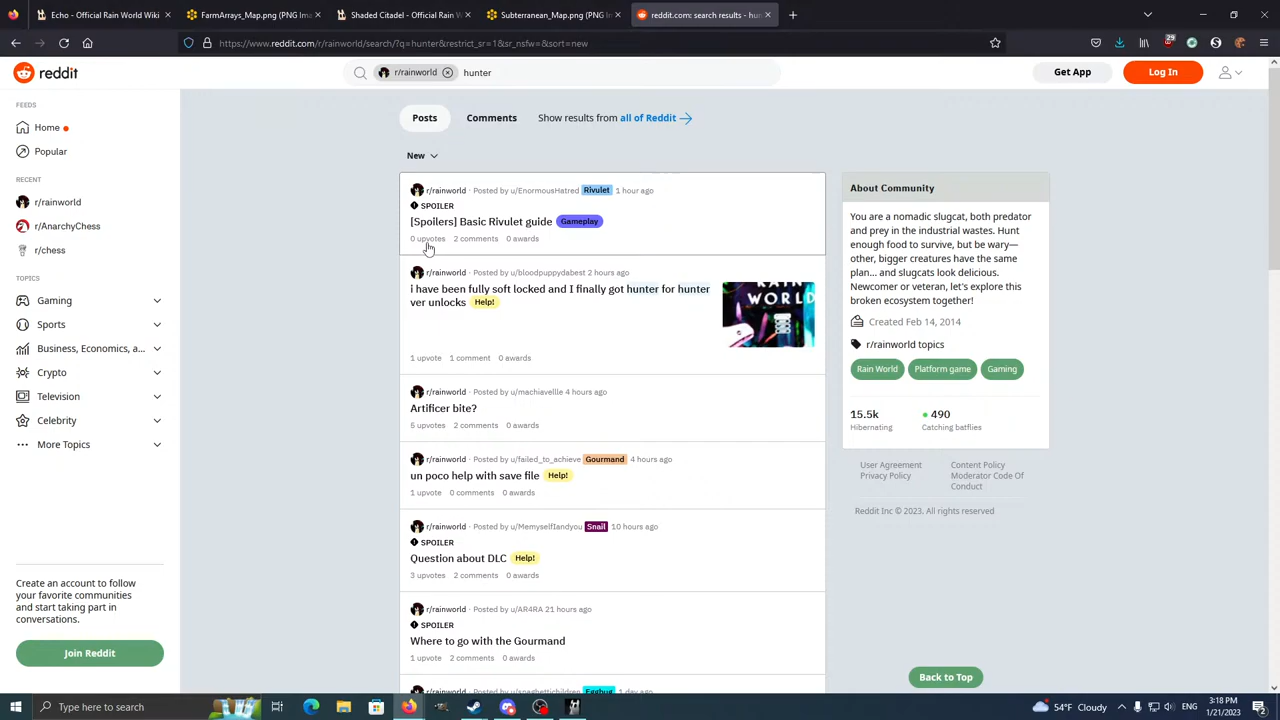 Echo - Official Rain World Wiki
FarmArrays_Map.png (PNG Ima
Shaded Citadel - Official Rain W
Subterranea_Map.png (PNG Im
reddit.com: search results - hun
https://www.reddit.com/r/rainworld/search/?q=hunter&restrict_sr=1&sr_nsfw=&sort=new
reddit
r/rainworld
hunter
Get App
Log In
FEEDS
Home
Popular
RECENT
r/rainworld
r/AnarchyChess
r/chess
TOPICS
Gaming
Sports
Business, Economics, a...
Crypto
Television
Celebrity
More Topics
Create an account to follow
your favorite communities
and start taking part in
conversations.
Join Reddit
Posts
Comments
Show results from all of Reddit
New
r/rainworld · Posted by u/EnormousHatred Rivulet 1 hour ago
SPOILER
[Spoilers] Basic Rivulet guide Gameplay
0 upvotes 2 comments 0 awards
r/rainworld · Posted by u/bloodpuppydabest 2 hours ago
i have been fully soft locked and I finally got hunter for hunter
ver unlocks Help!
1 upvote 1 comment 0 awards
r/rainworld · Posted by u/machiavellle 4 hours ago
Artificer bite?
5 upvotes 2 comments 0 awards
r/rainworld · Posted by u/failed_to_achieve Gourmand 4 hours ago
un poco help with save file Help!
1 upvote 0 comments 0 awards
r/rainworld · Posted by u/MemyselfIandyou Snail 10 hours ago
SPOILER
Question about DLC Help!
3 upvotes 2 comments 0 awards
r/rainworld · Posted by u/AR4RA 21 hours ago
SPOILER
Where to go with the Gourmand
1 upvote 2 comments 0 awards
r/rainworld · Posted by u/spaghettichildren Eggbug 1 day ago
RAIN
WORLD
About Community
You are a nomadic slugcat, both predator
and prey in the industrial wastes. Hunt
enough food to survive, but be wary—
other, bigger creatures have the same
plan... and slugcats look delicious.
Newcomer or veteran, let's explore this
broken ecosystem together!
Created Feb 14, 2014
r/rainworld topics
Rain World
Platform game
Gaming
15.5k
Hibernating
490
Catching batflies
User Agreement
Privacy Policy
Content Policy
Moderator Code Of
Conduct
Reddit Inc © 2023. All rights reserved
Back to Top
Type here to search
54°F Cloudy
ENG
3:18 PM
1/21/2023